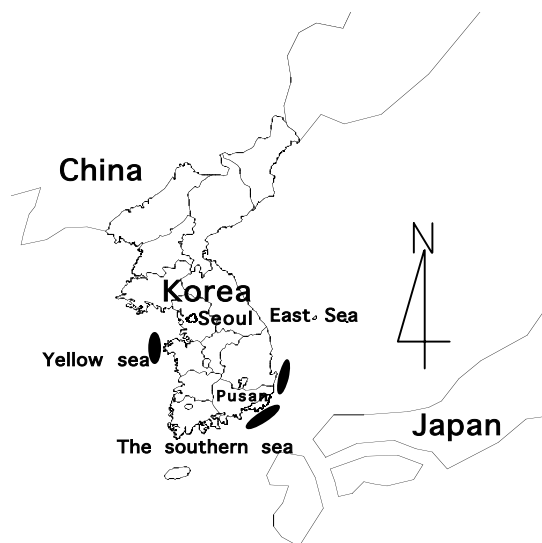 China
N
Korea
Seoul
East Sea
Yellow sea
Pusan
Japan
The southern sea